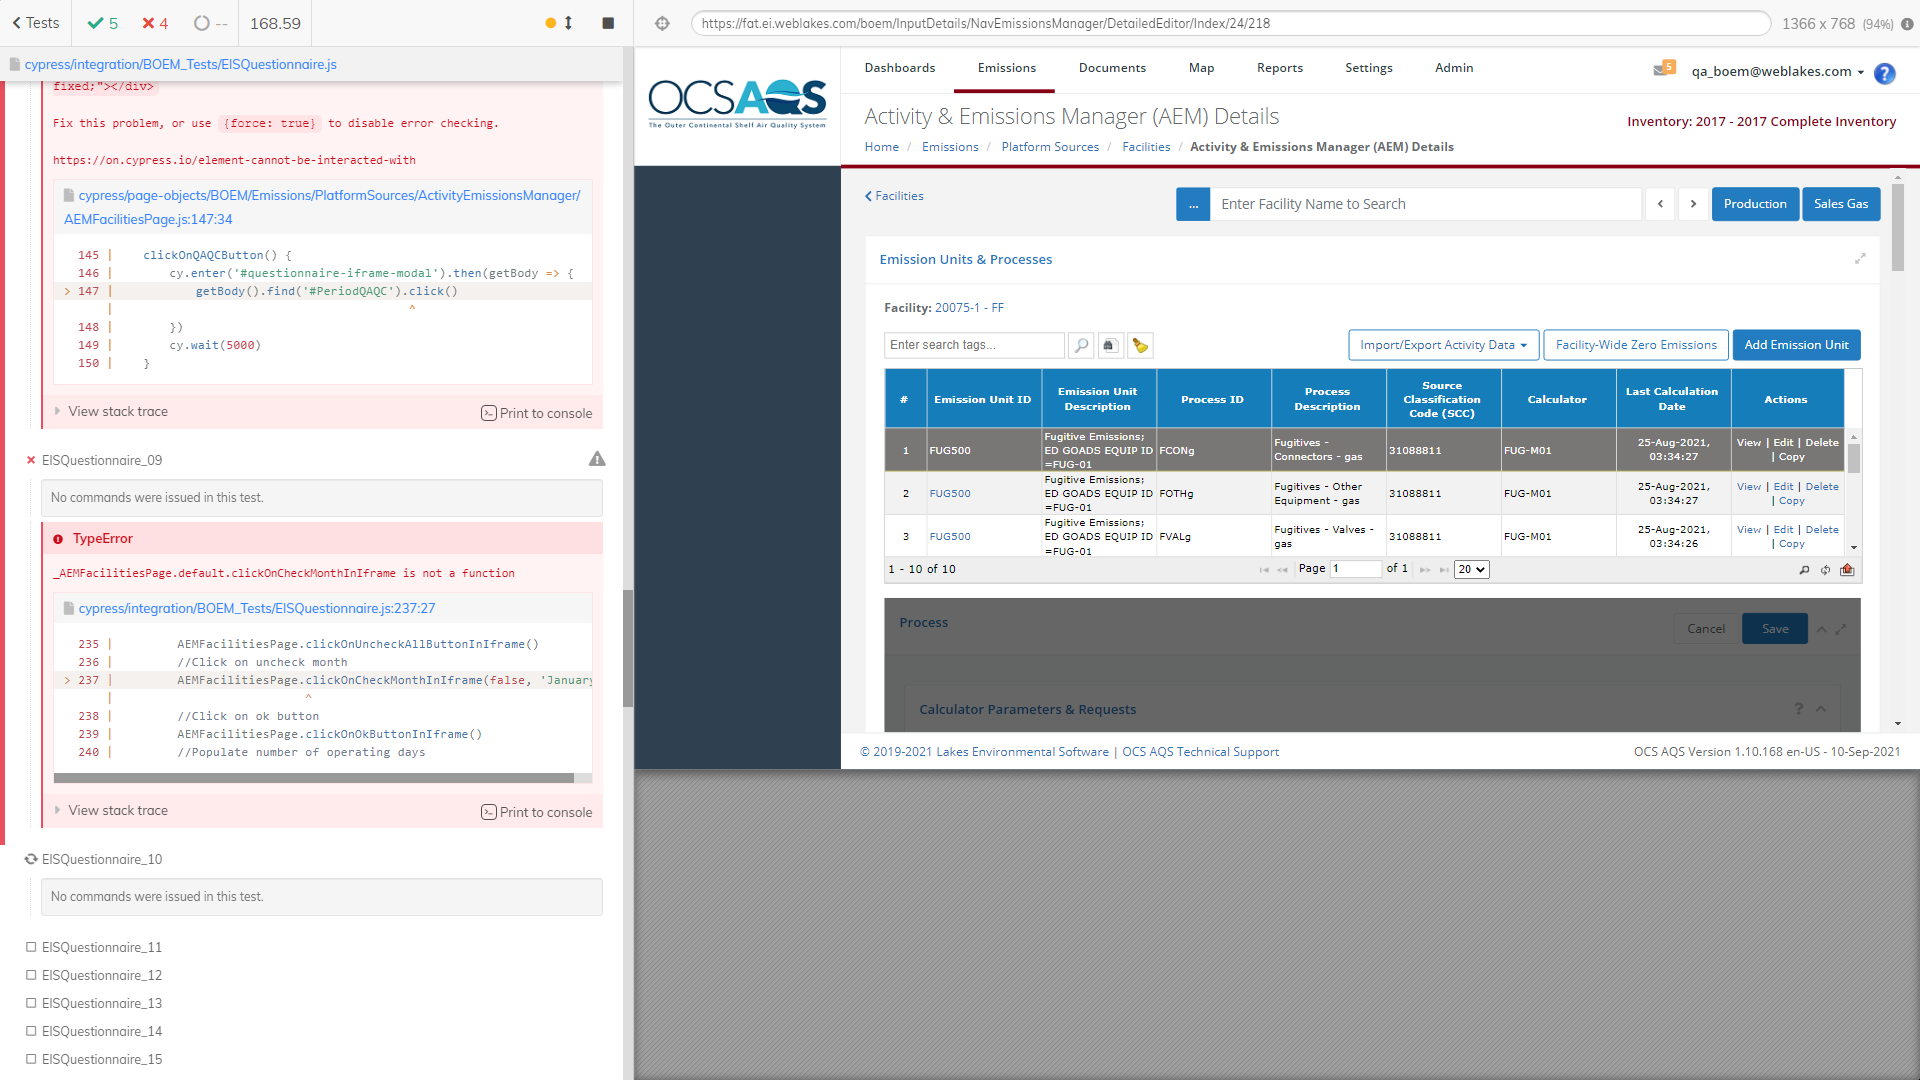 Tests
5
4
--
168.59
https://fat.ei.weblakes.com/boem/InputDetails/NavEmissionsManager/DetailedEditor/Index/24/218
1366 x 768 (94%)
cypress/integration/BOEM_Tests/EISQuestionnaire.js
fixed;"></div>
Fix this problem, or use {force: true} to disable error checking.
https://on.cypress.io/element-cannot-be-interacted-with
cypress/page-objects/BOEM/Emissions/PlatformSources/ActivityEmissionsManager/
AEMFacilitiesPage.js:147:34
145 | clickOnQAQCButton() {
146 | cy.enter('#questionnaire-iframe-modal').then(getBody => {
> 147 | getBody().find('#PeriodQAQC').click()
| ^
148 | })
149 | cy.wait(5000)
150 | }
View stack trace
Print to console
EISQuestionnaire_09
No commands were issued in this test.
TypeError
_AEMFacilitiesPage.default.clickOnCheckMonthInIframe is not a function
cypress/integration/BOEM_Tests/EISQuestionnaire.js:237:27
235 | AEMFacilitiesPage.clickOnUncheckAllButtonInIframe()
236 | //Click on uncheck month
> 237 | AEMFacilitiesPage.clickOnCheckMonthInIframe(false, 'January
| ^
238 | //Click on ok button
239 | AEMFacilitiesPage.clickOnOkButtonInIframe()
240 | //Populate number of operating days
View stack trace
Print to console
EISQuestionnaire_10
No commands were issued in this test.
EISQuestionnaire_11
EISQuestionnaire_12
EISQuestionnaire_13
EISQuestionnaire_14
EISQuestionnaire_15
OCSAQS
The Outer Continental Shelf Air Quality System
Dashboards Emissions Documents Map Reports Settings Admin
5
qa_boem@weblakes.com
?
Activity & Emissions Manager (AEM) Details
Inventory: 2017 - 2017 Complete Inventory
Home / Emissions / Platform Sources / Facilities / Activity & Emissions Manager (AEM) Details
Facilities
...
Enter Facility Name to Search
Production
Sales Gas
Emission Units & Processes
Facility: 20075-1 - FF
Enter search tags...
Import/Export Activity Data
Facility-Wide Zero Emissions
Add Emission Unit
# Emission Unit ID Emission Unit Description Process ID Process Description Source Classification Code (SCC) Calculator Last Calculation Date Actions
1 FUG500 Fugitive Emissions; ED GOADS EQUIP ID =FUG-01 FCONg Fugitives - Connectors - gas 31088811 FUG-M01 25-Aug-2021, 03:34:27 View | Edit | Delete | Copy
2 FUG500 Fugitive Emissions; ED GOADS EQUIP ID =FUG-01 FOTHg Fugitives - Other Equipment - gas 31088811 FUG-M01 25-Aug-2021, 03:34:27 View | Edit | Delete | Copy
3 FUG500 Fugitive Emissions; ED GOADS EQUIP ID =FUG-01 FVALg Fugitives - Valves - gas 31088811 FUG-M01 25-Aug-2021, 03:34:26 View | Edit | Delete | Copy
1 - 10 of 10
Page 1 of 1
20
Process
Cancel
Save
Calculator Parameters & Requests
?
© 2019-2021 Lakes Environmental Software | OCS AQS Technical Support
OCS AQS Version 1.10.168 en-US - 10-Sep-2021